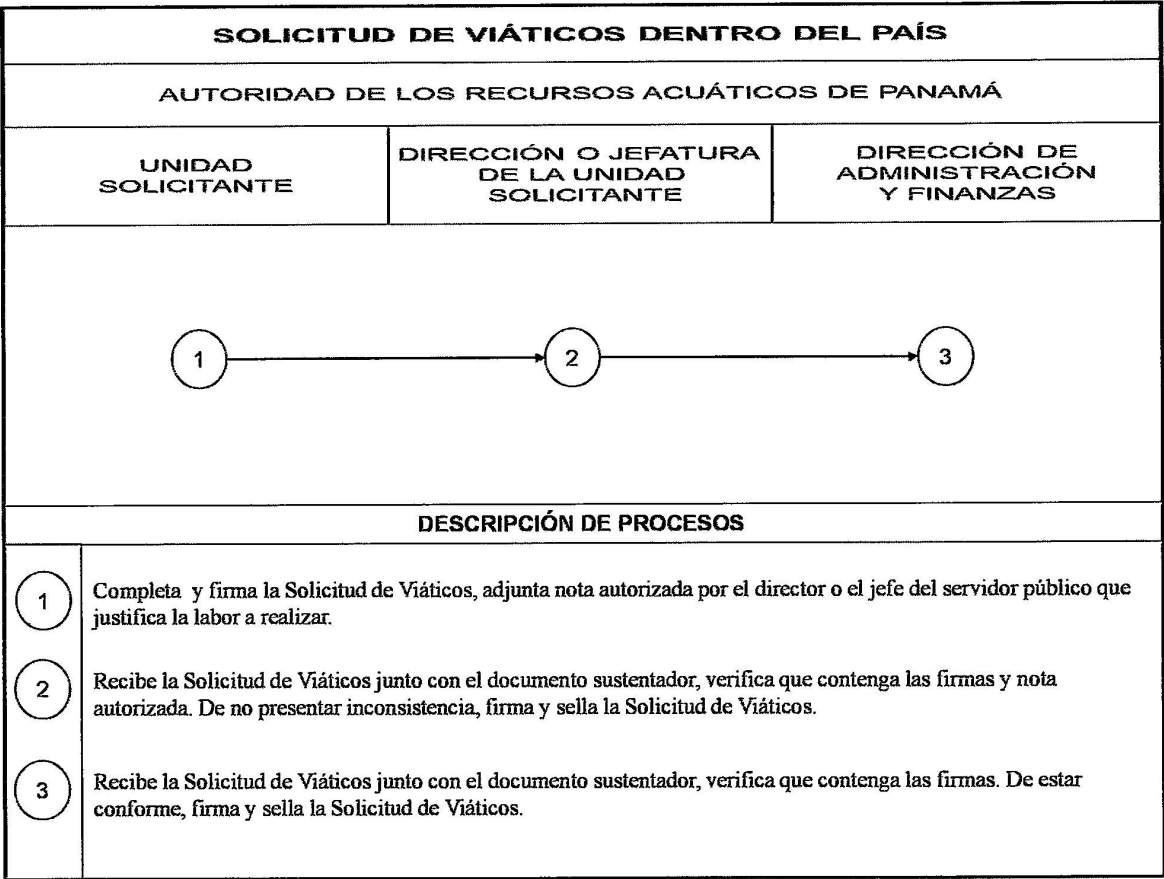 SOLICITUD DE VIÁTICOS DENTRO DEL PAÍS
AUTORIDAD DE LOS RECURSOS ACUÁTICOS DE PANAMÁ
UNIDAD
SOLICITANTE
DIRECCIÓN O JEFATURA
DE LA UNIDAD
SOLICITANTE
DIRECCIÓN DE
ADMINISTRACIÓN
Y FINANZAS
1
2
3
DESCRIPCIÓN DE PROCESOS
1
Completa y firma la Solicitud de Viáticos, adjunta nota autorizada por el director o el jefe del servidor público que
justifica la labor a realizar.
2
Recibe la Solicitud de Viáticos junto con el documento sustentador, verifica que contenga las firmas y nota
autorizada. De no presentar inconsistencia, firma y sella la Solicitud de Viáticos.
3
Recibe la Solicitud de Viáticos junto con el documento sustentador, verifica que contenga las firmas. De estar
conforme, firma y sella la Solicitud de Viáticos.